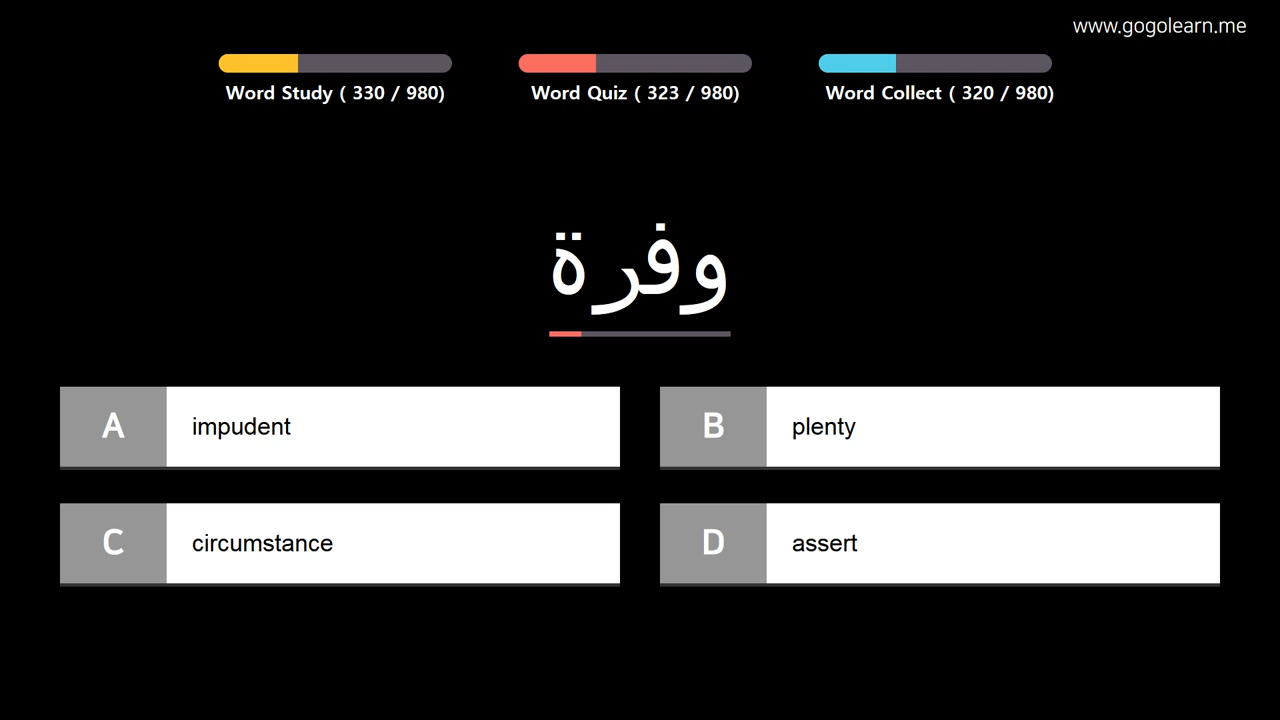 www.gogolearn.me
Word Study ( 330 / 980)
Word Quiz ( 323 / 980)
Word Collect ( 320 / 980)
وفرة
A impudent
B plenty
C circumstance
D assert